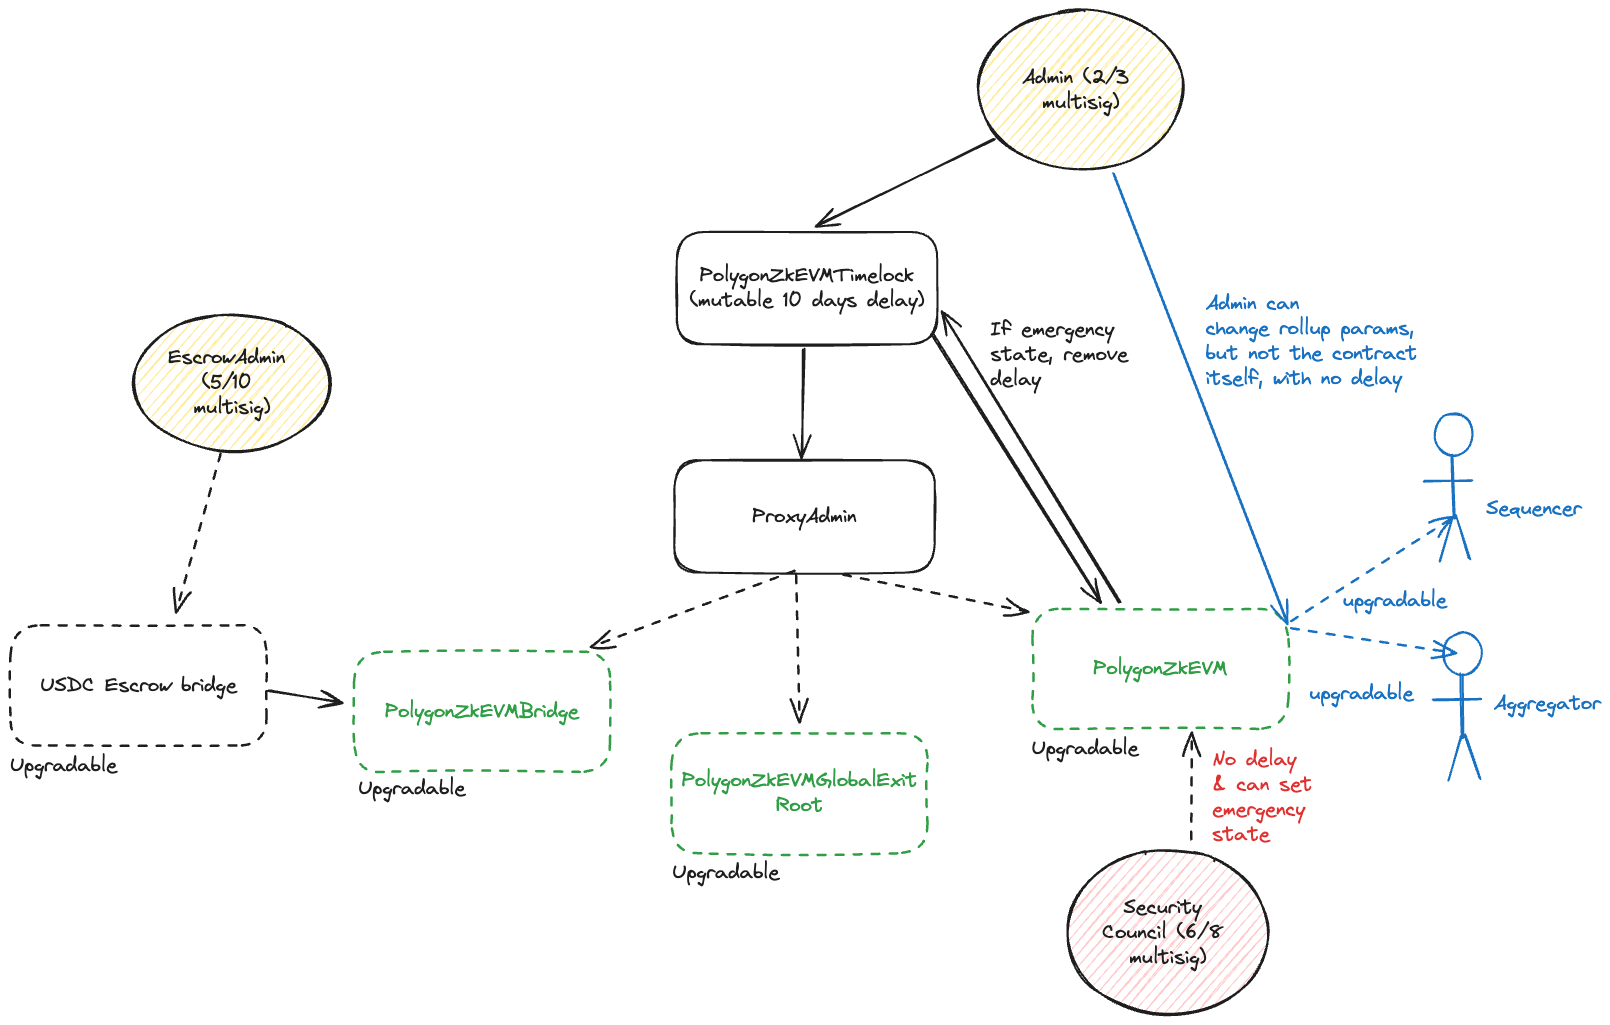 Admin (2/3
multisig)
PolygonZkEVMTimelock
(mutable 10 days delay)
If emergency
state, remove
delay
Admin can
change rollup params,
but not the contract
itself, with no delay
EscrowAdmin
(5/10
multisig)
ProxyAdmin
Sequencer
upgradable
USDC Escrow bridge
Upgradable
PolygonZkEVMBridge
Upgradable
PolygonZkEVMGlobalExit
Root
Upgradable
PolygonZkEVM
Upgradable
upgradable
Aggregator
No delay
& can set
emergency
state
Security
Council (6/8
multisig)